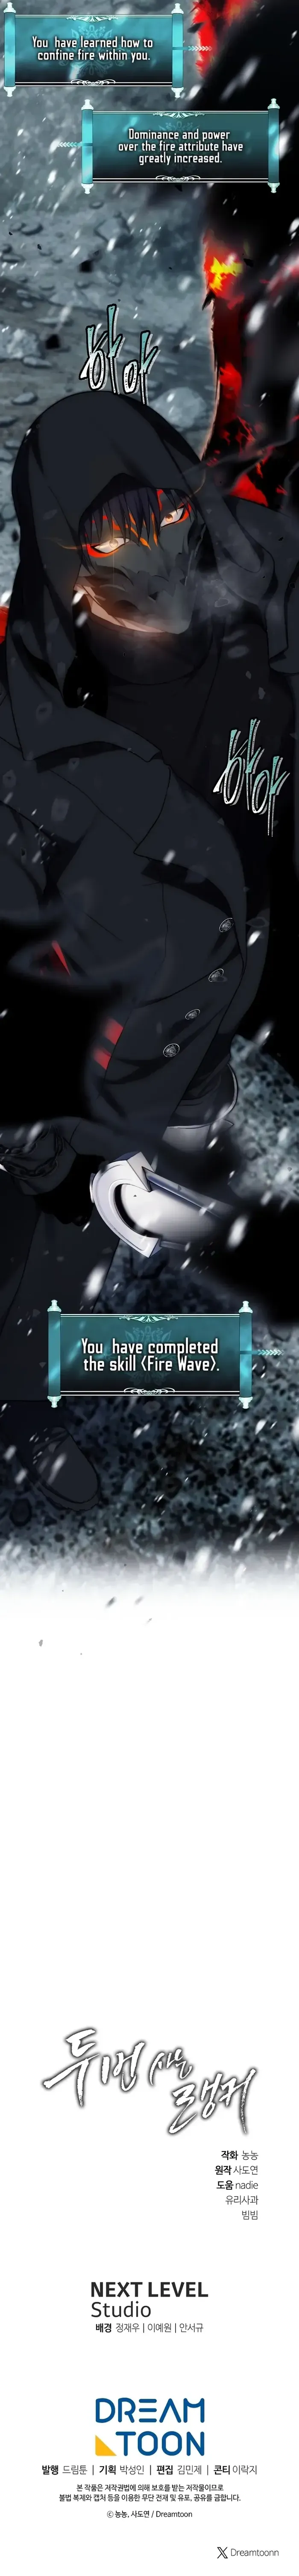 You have learned how to
confine fire within you.
Dominance and power
over the fire attribute have
greatly increased.
You have completed
the skill <Fire Wave>.
두번 사는
랭커
작화 농농
원작 사도연
도움 nadie
유리사과
빔빔
NEXT LEVEL
Studio
배경 정재우 | 이예원 | 안서규
DREAM
TOON
발행 드림툰 | 기획 박성인 | 편집 김민제 | 콘티 이락지
본 작품은 저작권법에 의해 보호를 받는 저작물이므로
불법 복제와 캡처 등을 이용한 무단 전재 및 유포, 공유를 금합니다.
© 농농, 사도연 / Dreamtoon
X Dreamtoonn